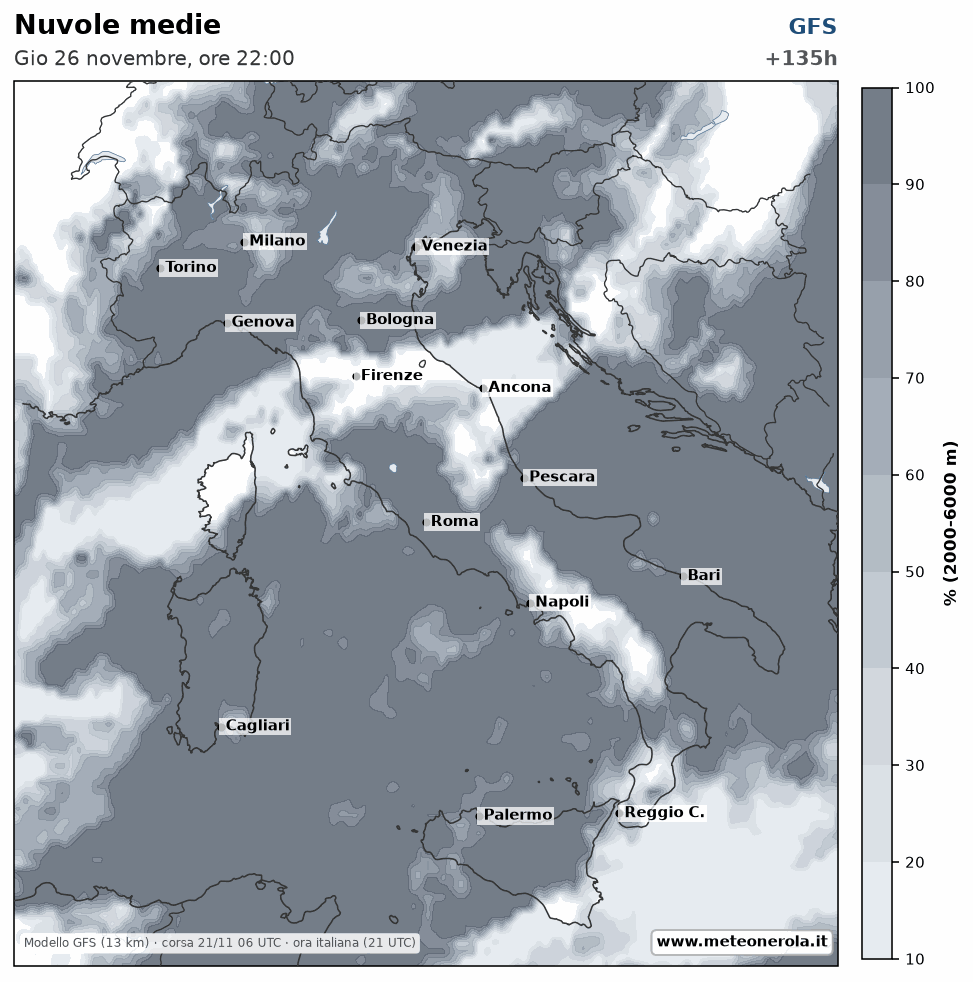 Nuvole medie
GFS
Gio 26 novembre, ore 22:00
+135h
Milano
Venezia
Torino
Genova
Bologna
Firenze
Ancona
Pescara
Roma
Bari
Napoli
Cagliari
Palermo
Reggio C.
Modello GFS (13 km) · corsa 21/11 06 UTC · ora italiana (21 UTC)
www.meteonerola.it
100
90
80
70
60
50
40
30
20
10
% (2000-6000 m)